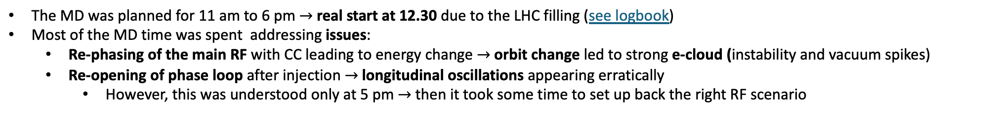 • The MD was planned for 11 am to 6 pm → real start at 12.30 due to the LHC filling (see logbook)
• Most of the MD time was spent  addressing issues:
• Re-phasing of the main RF with CC leading to energy change → orbit change led to strong e-cloud (instability and vacuum spikes)
• Re-opening of phase loop after injection → longitudinal oscillations appearing erratically
• However, this was understood only at 5 pm → then it took some time to set up back the right RF scenario